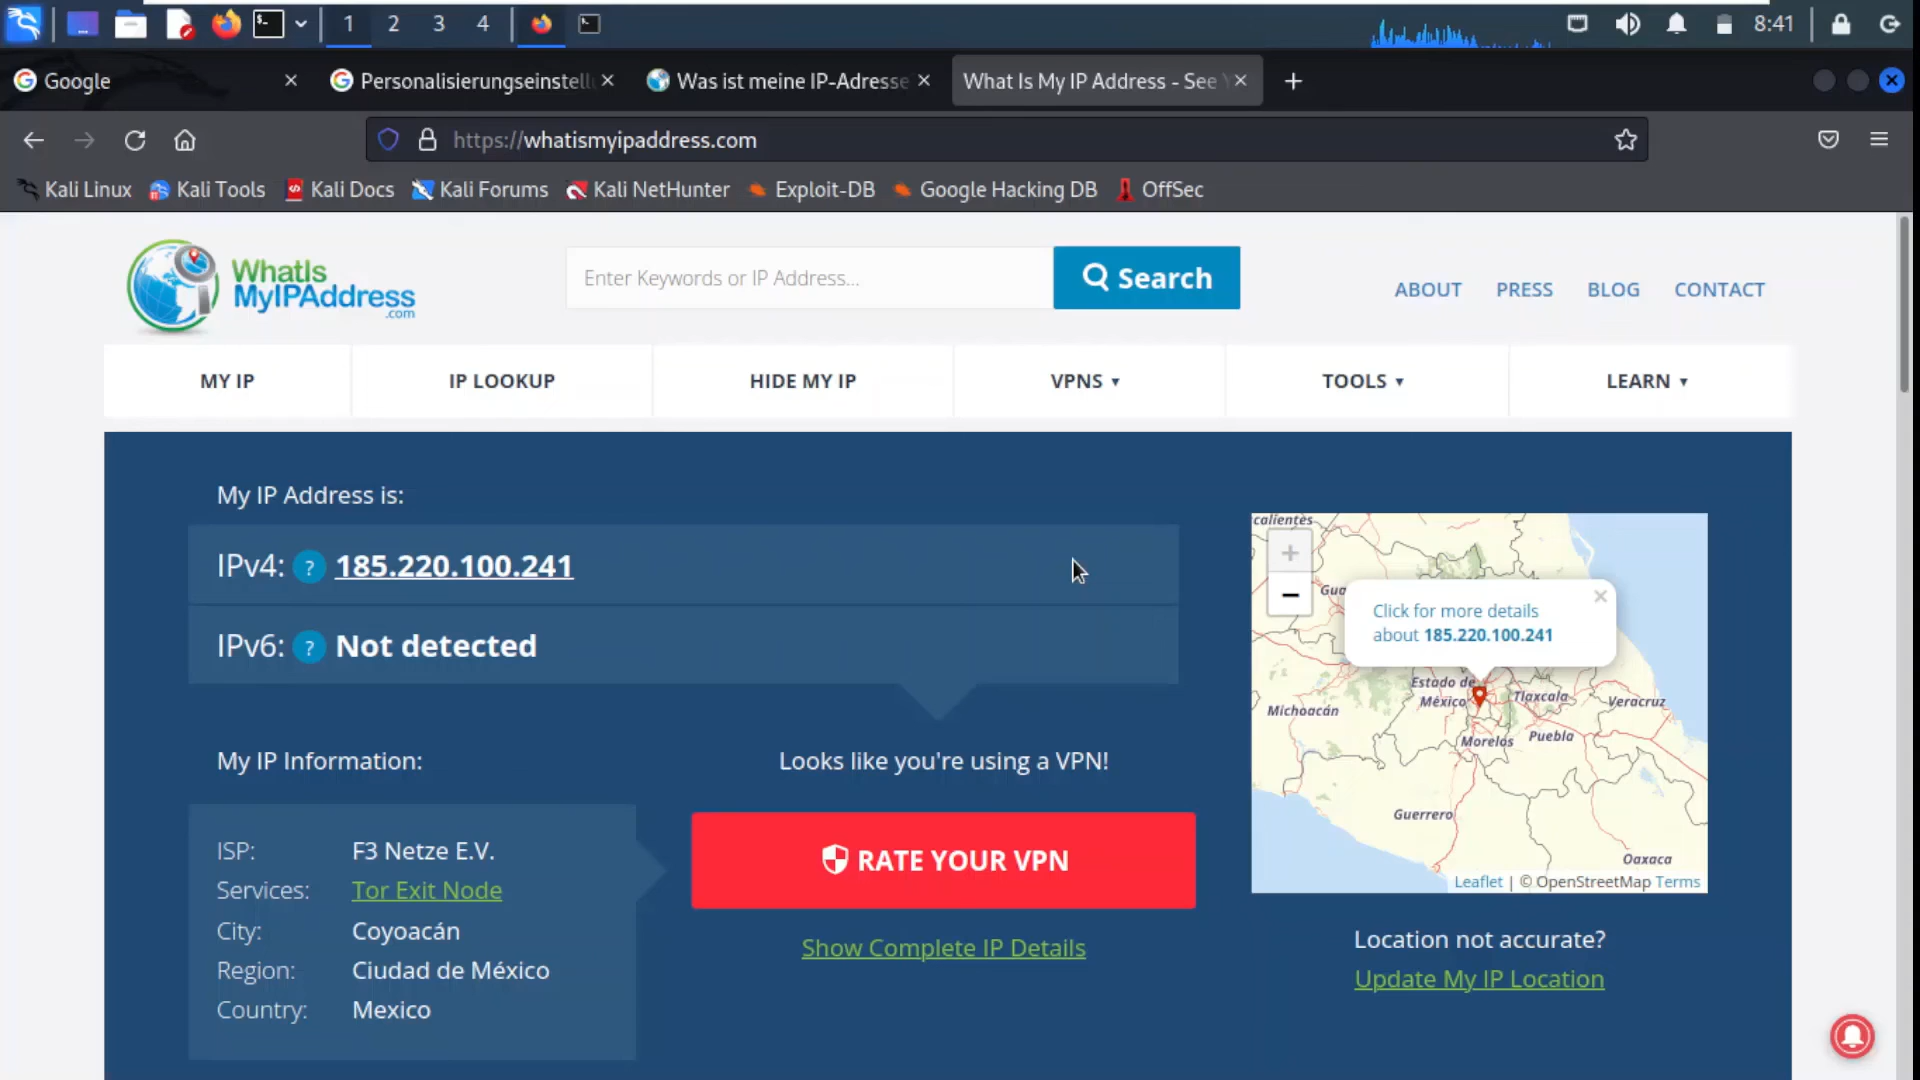 1 2 3 4 8:41
Google Personalisierungseinstell Was ist meine IP-Adresse What Is My IP Address - See
https://whatismyipaddress.com
Kali Linux Kali Tools Kali Docs Kali Forums Kali NetHunter Exploit-DB Google Hacking DB OffSec
WhatIs
MyIPAddress
.com
Enter Keywords or IP Address...
Search
ABOUT PRESS BLOG CONTACT
MY IP IP LOOKUP HIDE MY IP VPNS TOOLS LEARN
My IP Address is:
IPv4: ? 185.220.100.241
IPv6: ? Not detected
My IP Information:
ISP: F3 Netze E.V.
Services: Tor Exit Node
City: Coyoacán
Region: Ciudad de México
Country: Mexico
Looks like you're using a VPN!
RATE YOUR VPN
Show Complete IP Details
calientes
+
−
Gua
Click for more details
about 185.220.100.241
×
Estado de
México
Tlaxcala
Veracruz
Michoacán
Morelos
Puebla
Guerrero
Oaxaca
Leaflet | © OpenStreetMap Terms
Location not accurate?
Update My IP Location